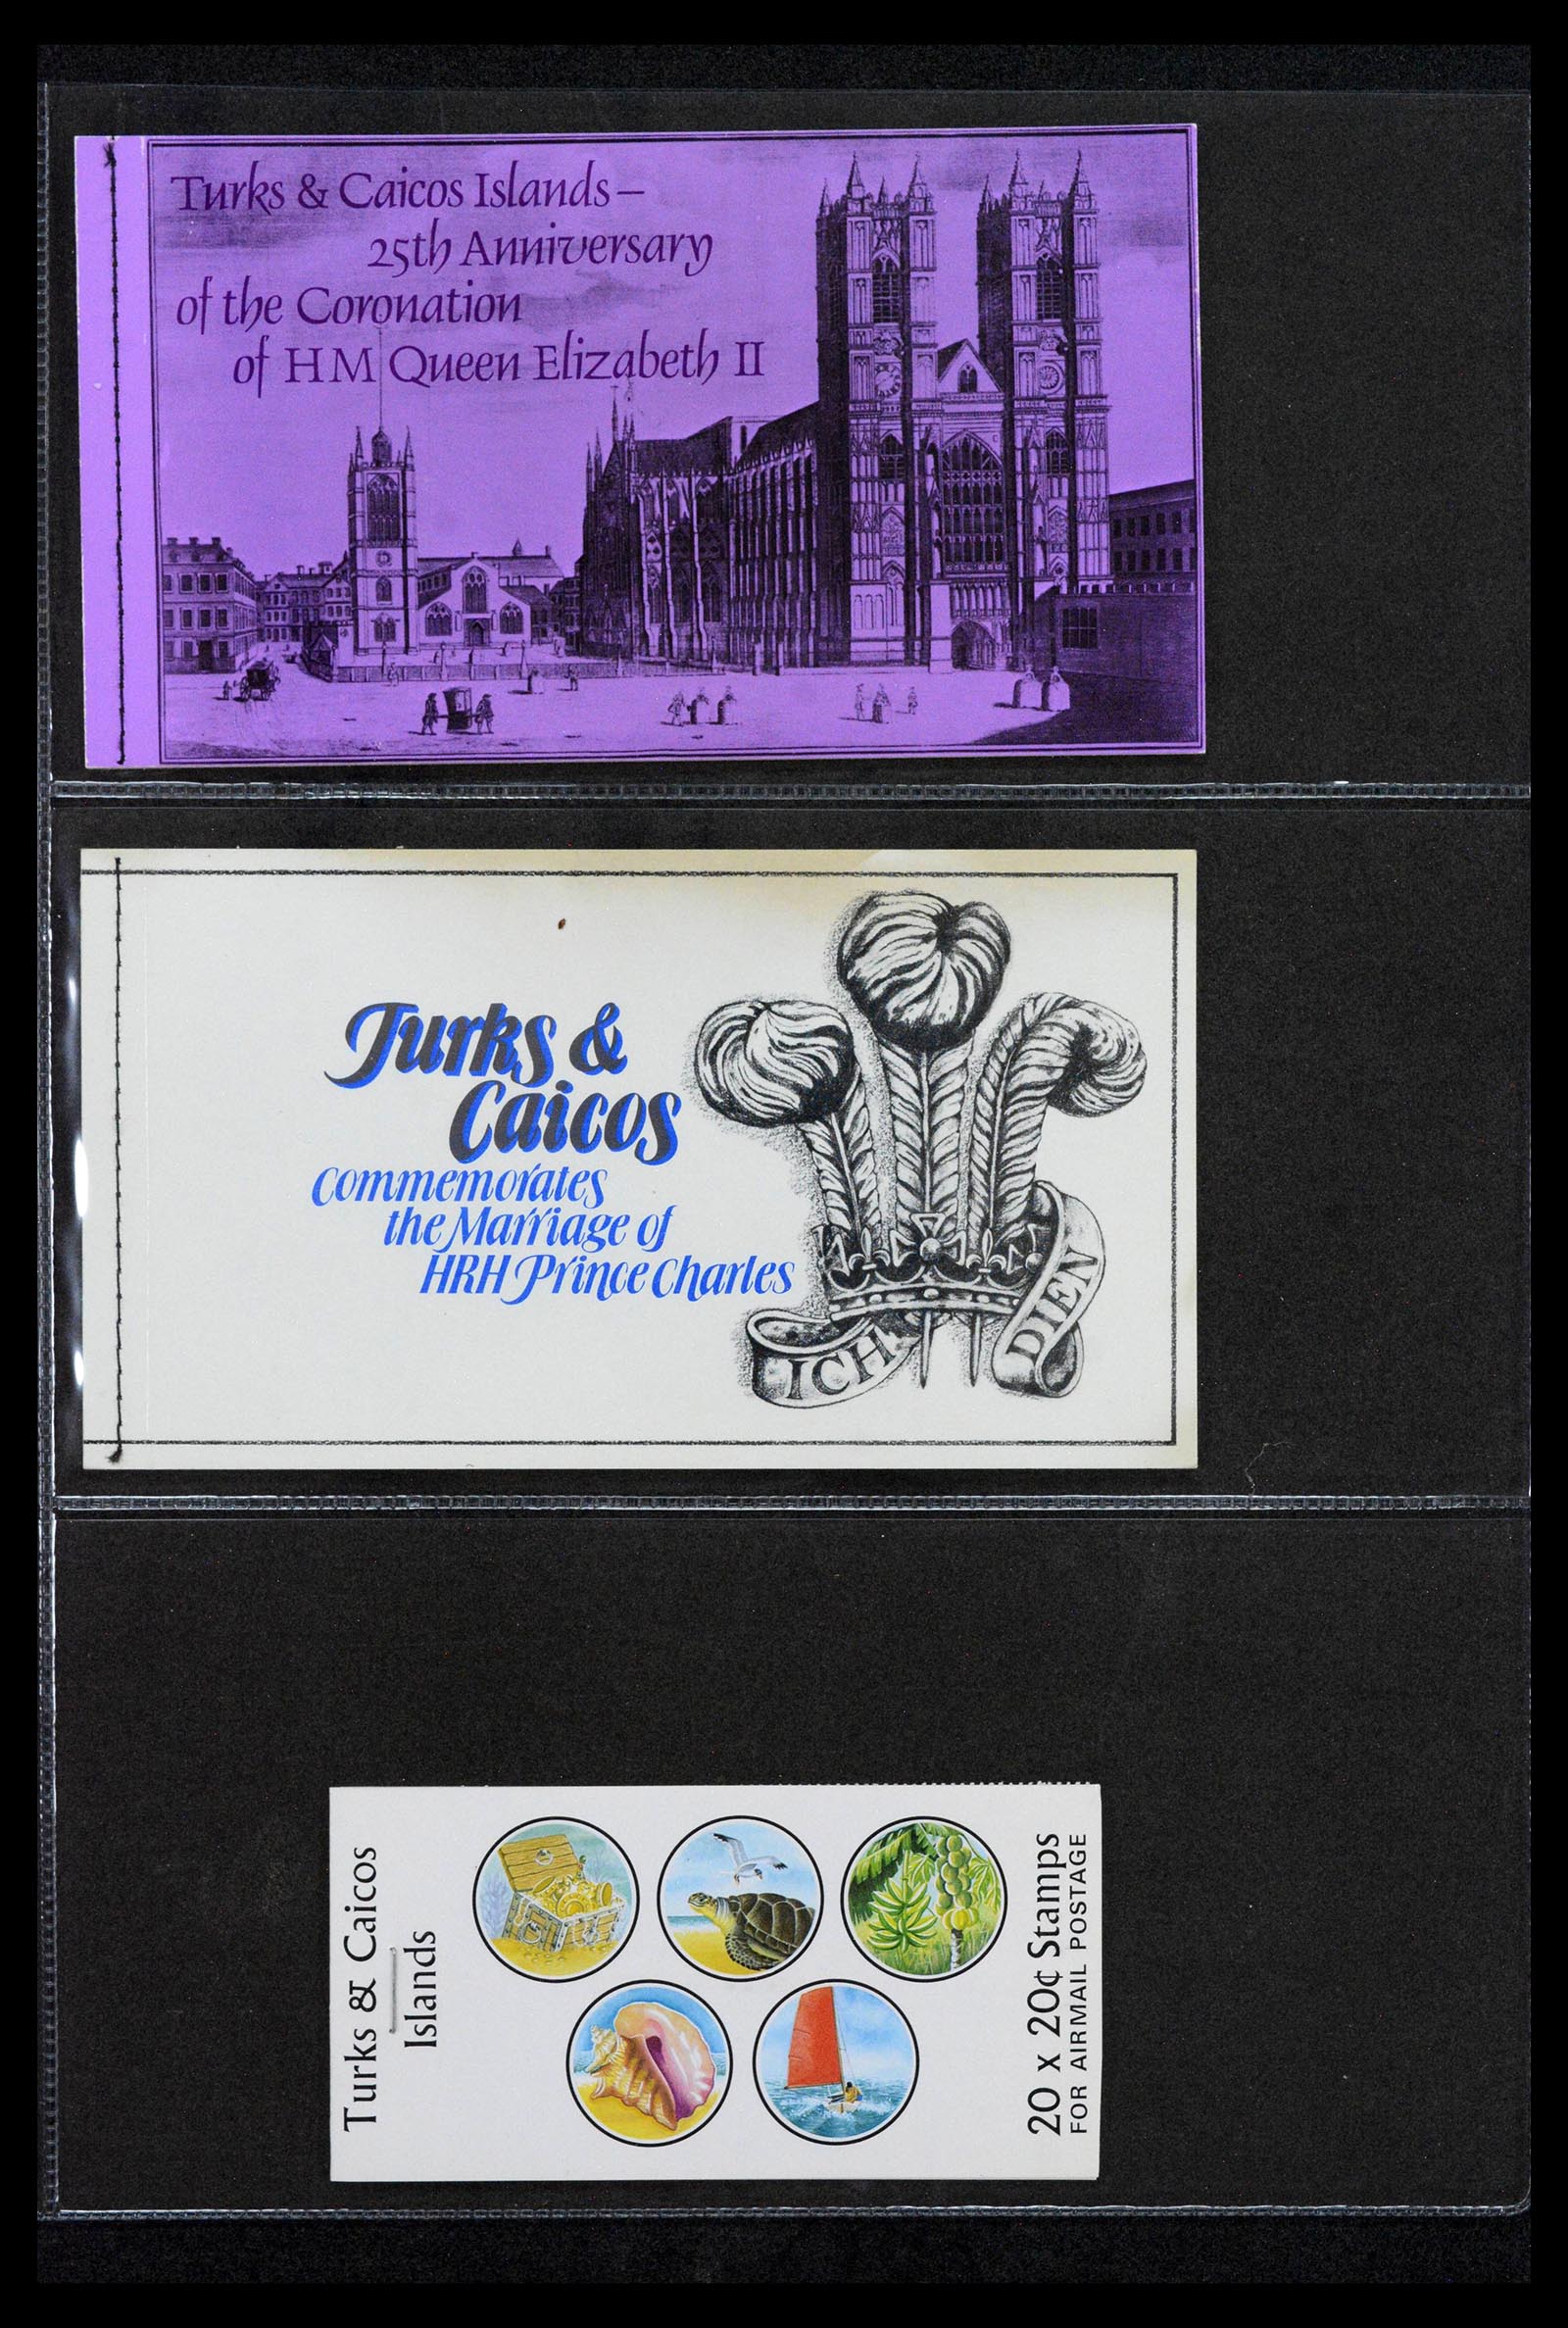 Turks & Caicos Islands–
25th Anniversary
of the Coronation
of HM Queen Elizabeth II
Turks &
Caicos
Commemorates
the Marriage of
HRH Prince Charles
ICH
DIEN
Turks & Caicos
Islands
20 x 20¢ Stamps
FOR AIRMAIL POSTAGE